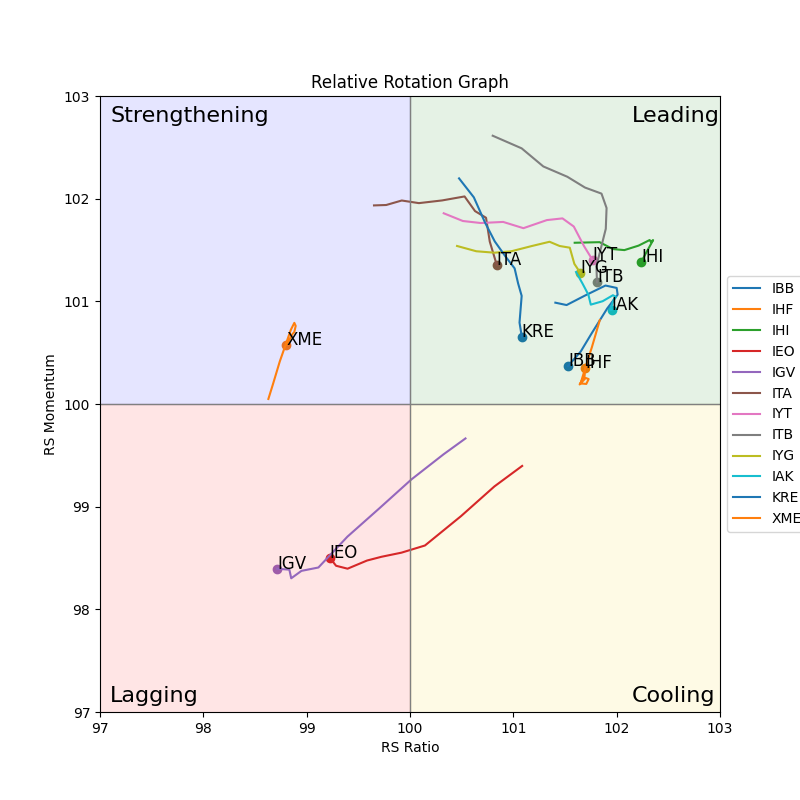 Relative Rotation Graph
103
Strengthening
Leading
102
IYT
IHI
ITA
IYG
ITB
101
IAK
IBB
IHF
IHI
IEO
IGV
ITA
IYT
ITB
IYG
IAK
KRE
XME
XME
KRE
IBB
IHF
RS Momentum
100
99
IEO
IGV
98
Lagging
Cooling
97
97
98
99
100
101
102
103
RS Ratio